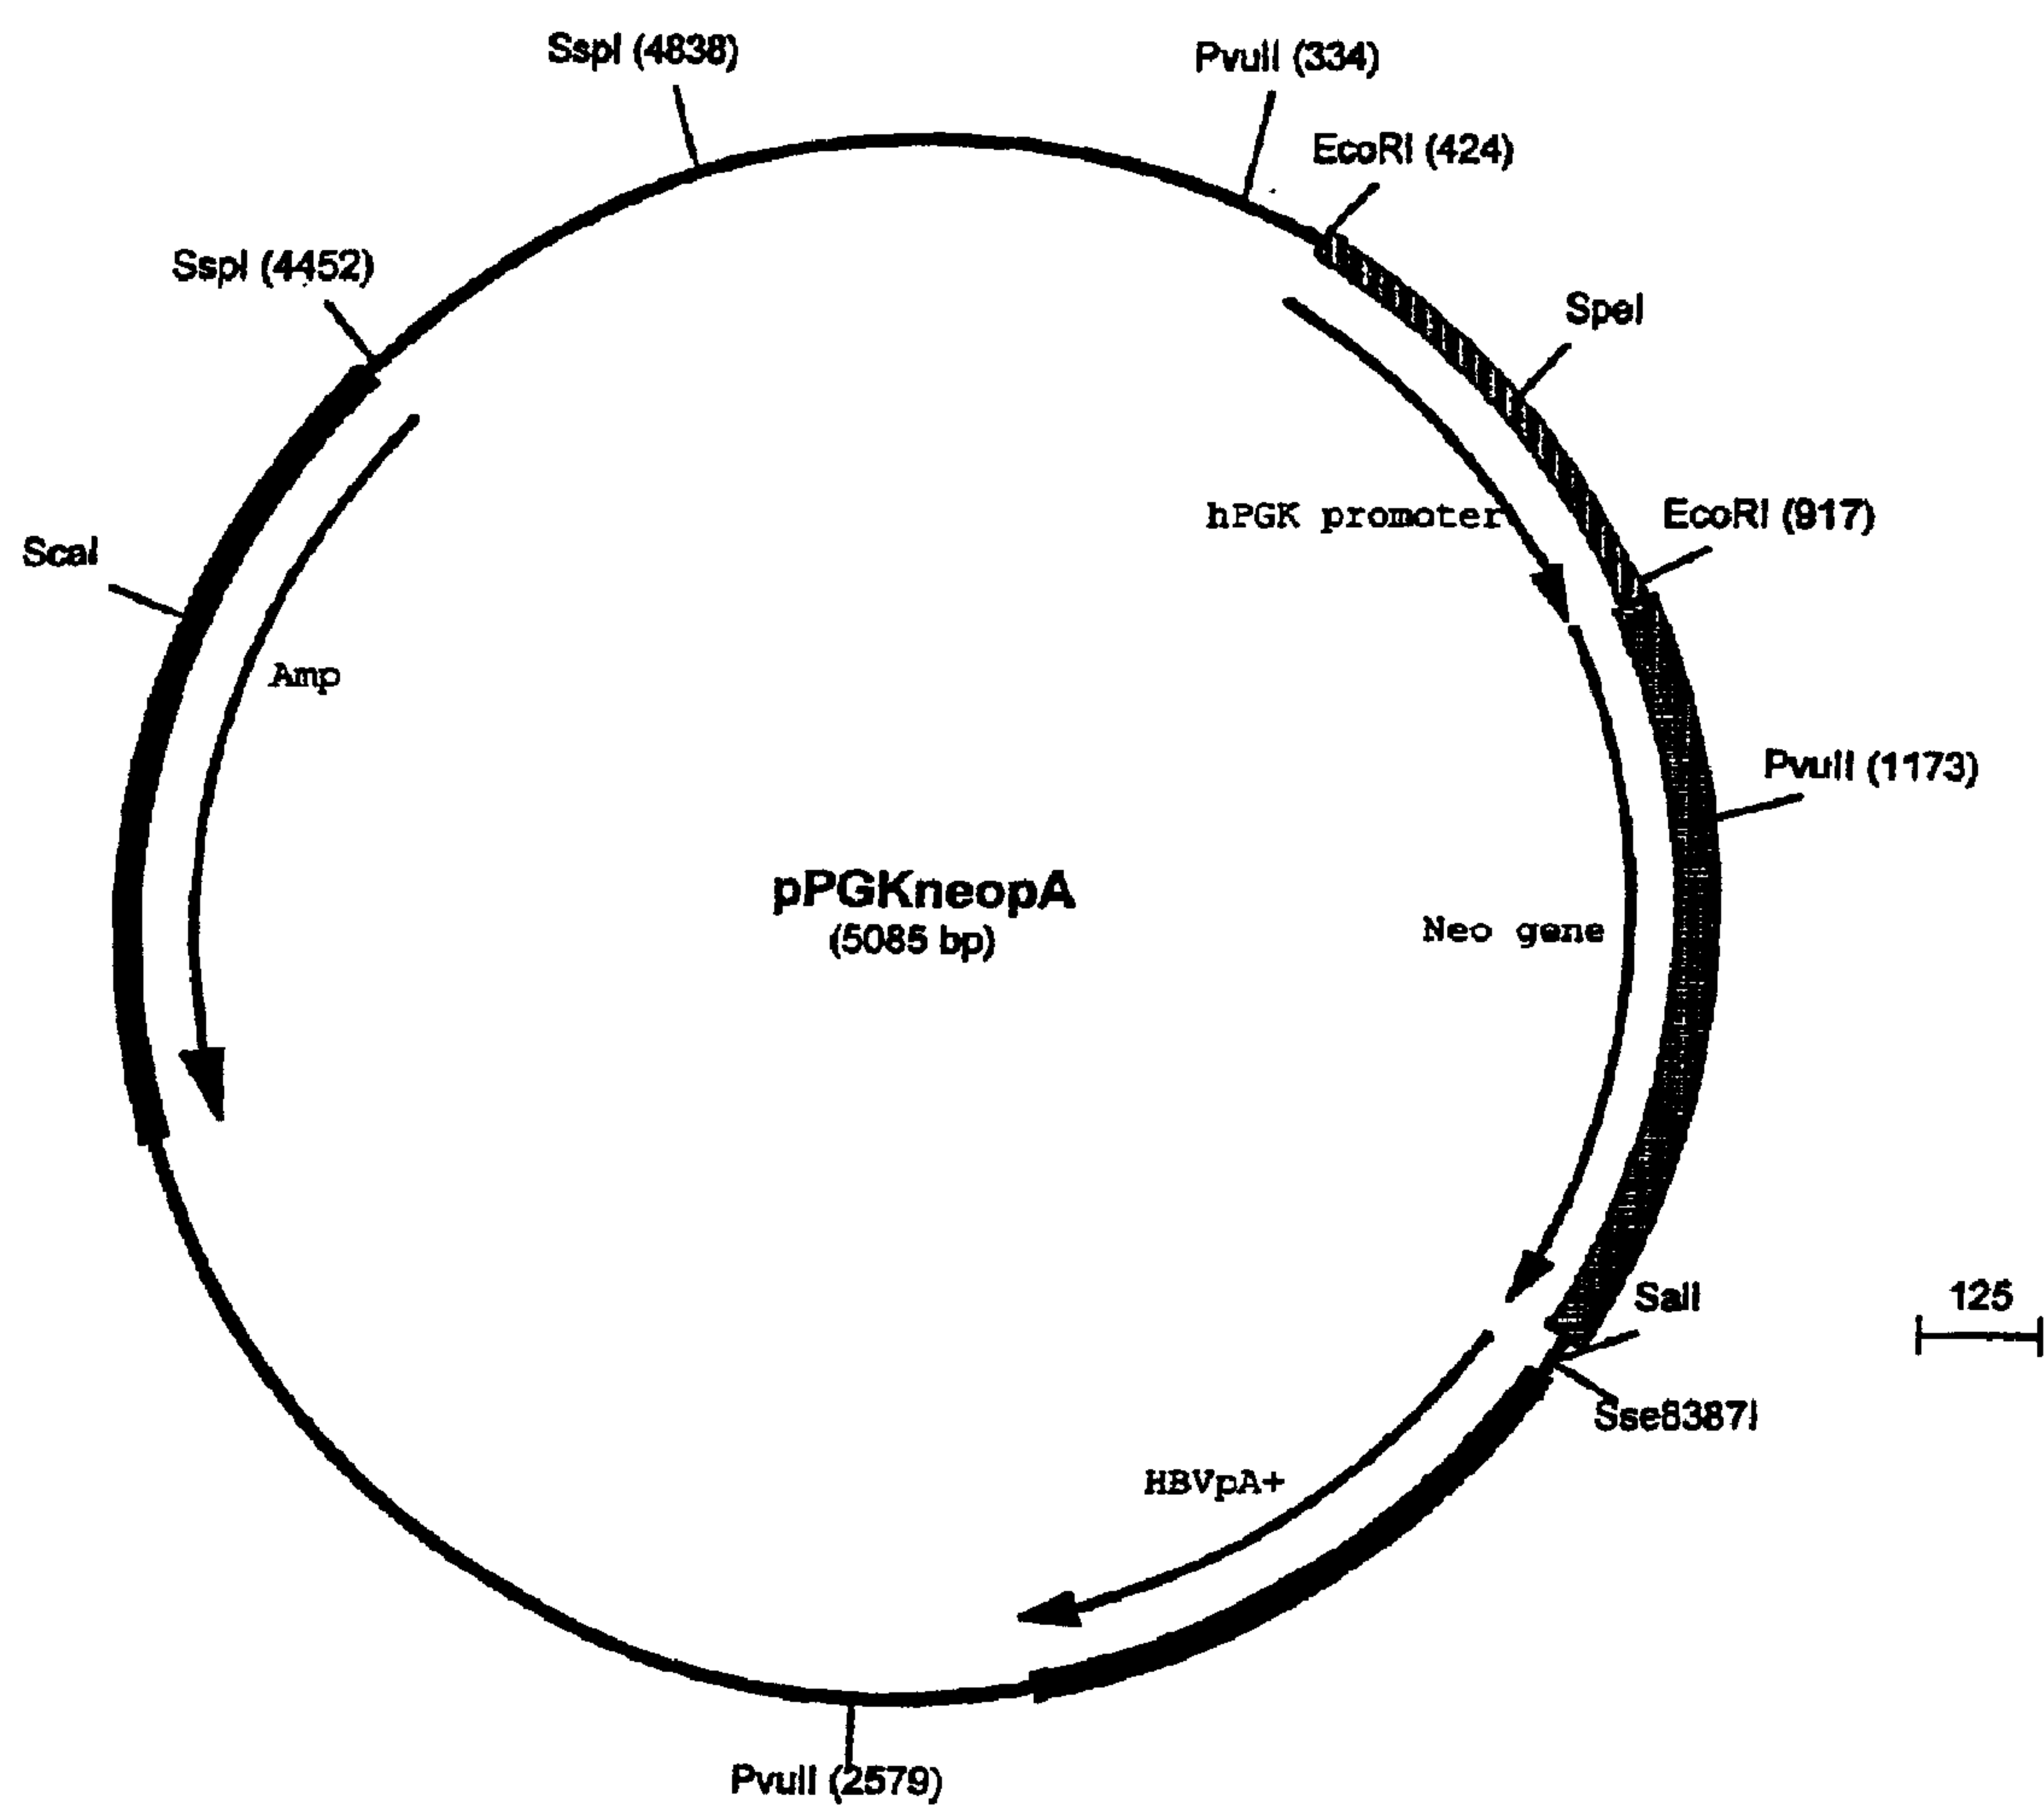 SspI (4838)
PvuII (334)
EcoRI (424)
SspI (4452)
SpeI
hPGK promoter
EcoRI (917)
ScaI
Amp
PvuII (1173)
pPGKneopA
(5085 bp)
Neo gene
SalI
125
Sse8387I
HBVpA+
PvuII (2579)